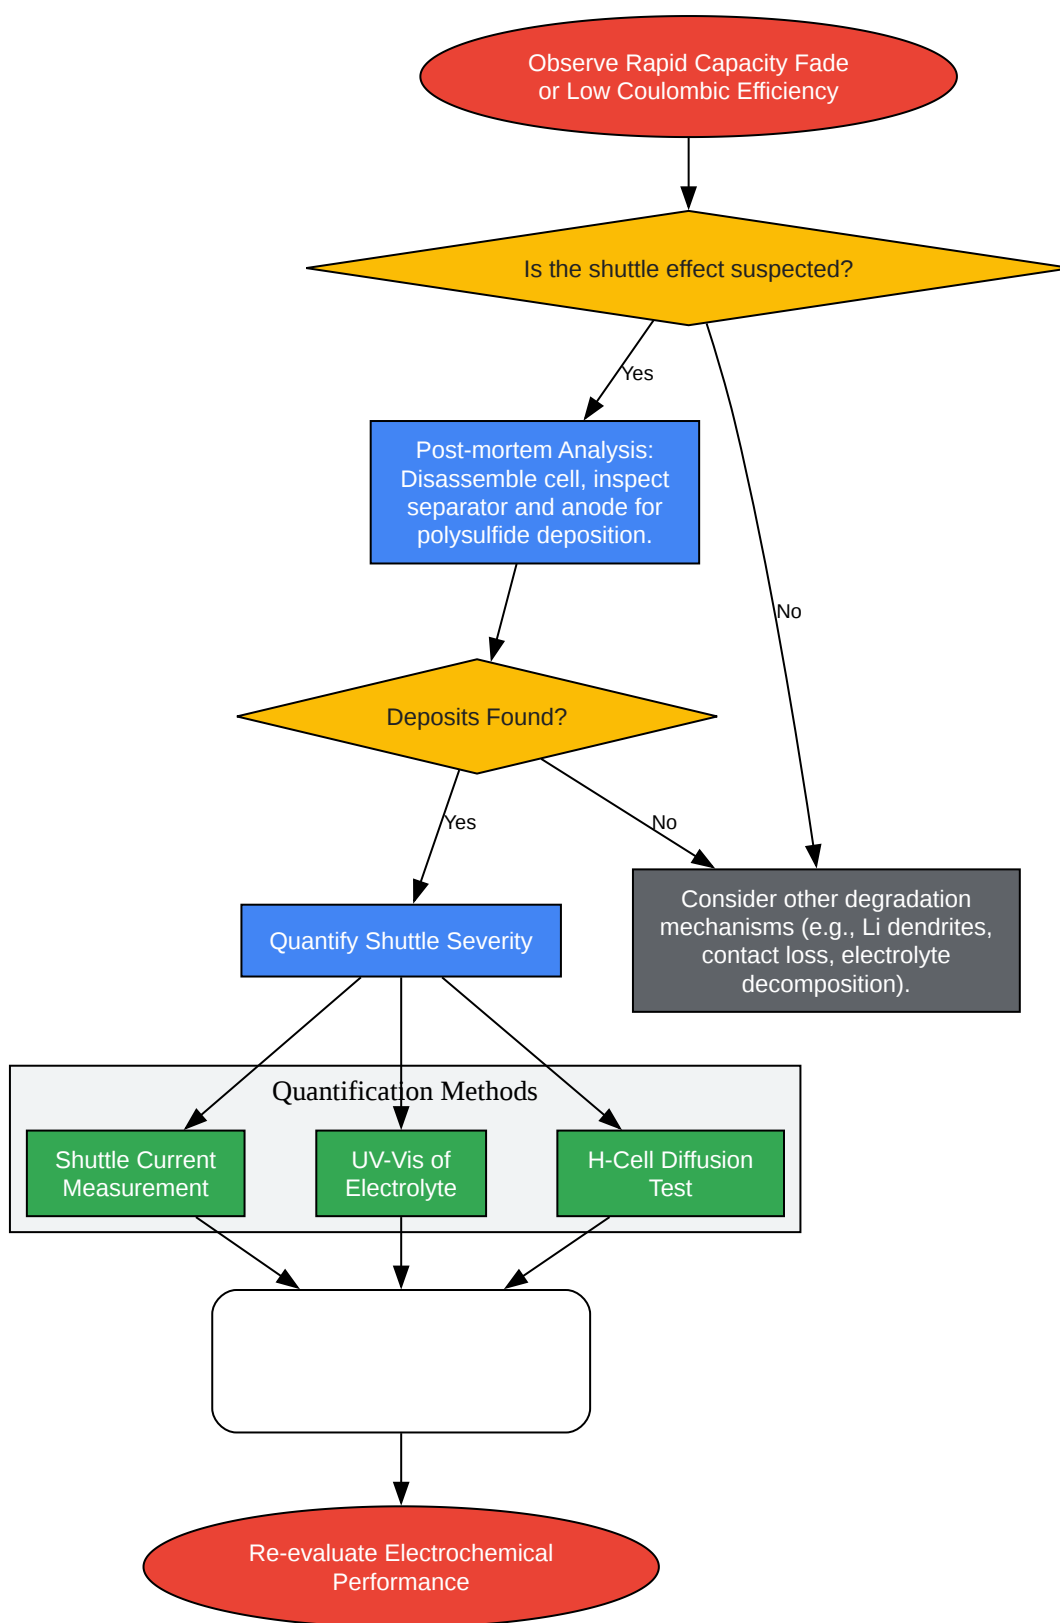 Observe Rapid Capacity Fade
or Low Coulombic Efficiency
Is the shuttle effect suspected?
Yes
Post-mortem Analysis:
Disassemble cell, inspect
separator and anode for
polysulfide deposition.
No
Deposits Found?
Yes
No
Consider other degradation
mechanisms (e.g., Li dendrites,
contact loss, electrolyte
decomposition).
Quantify Shuttle Severity
Quantification Methods
Shuttle Current
Measurement
UV-Vis of
Electrolyte
H-Cell Diffusion
Test
Re-evaluate Electrochemical
Performance